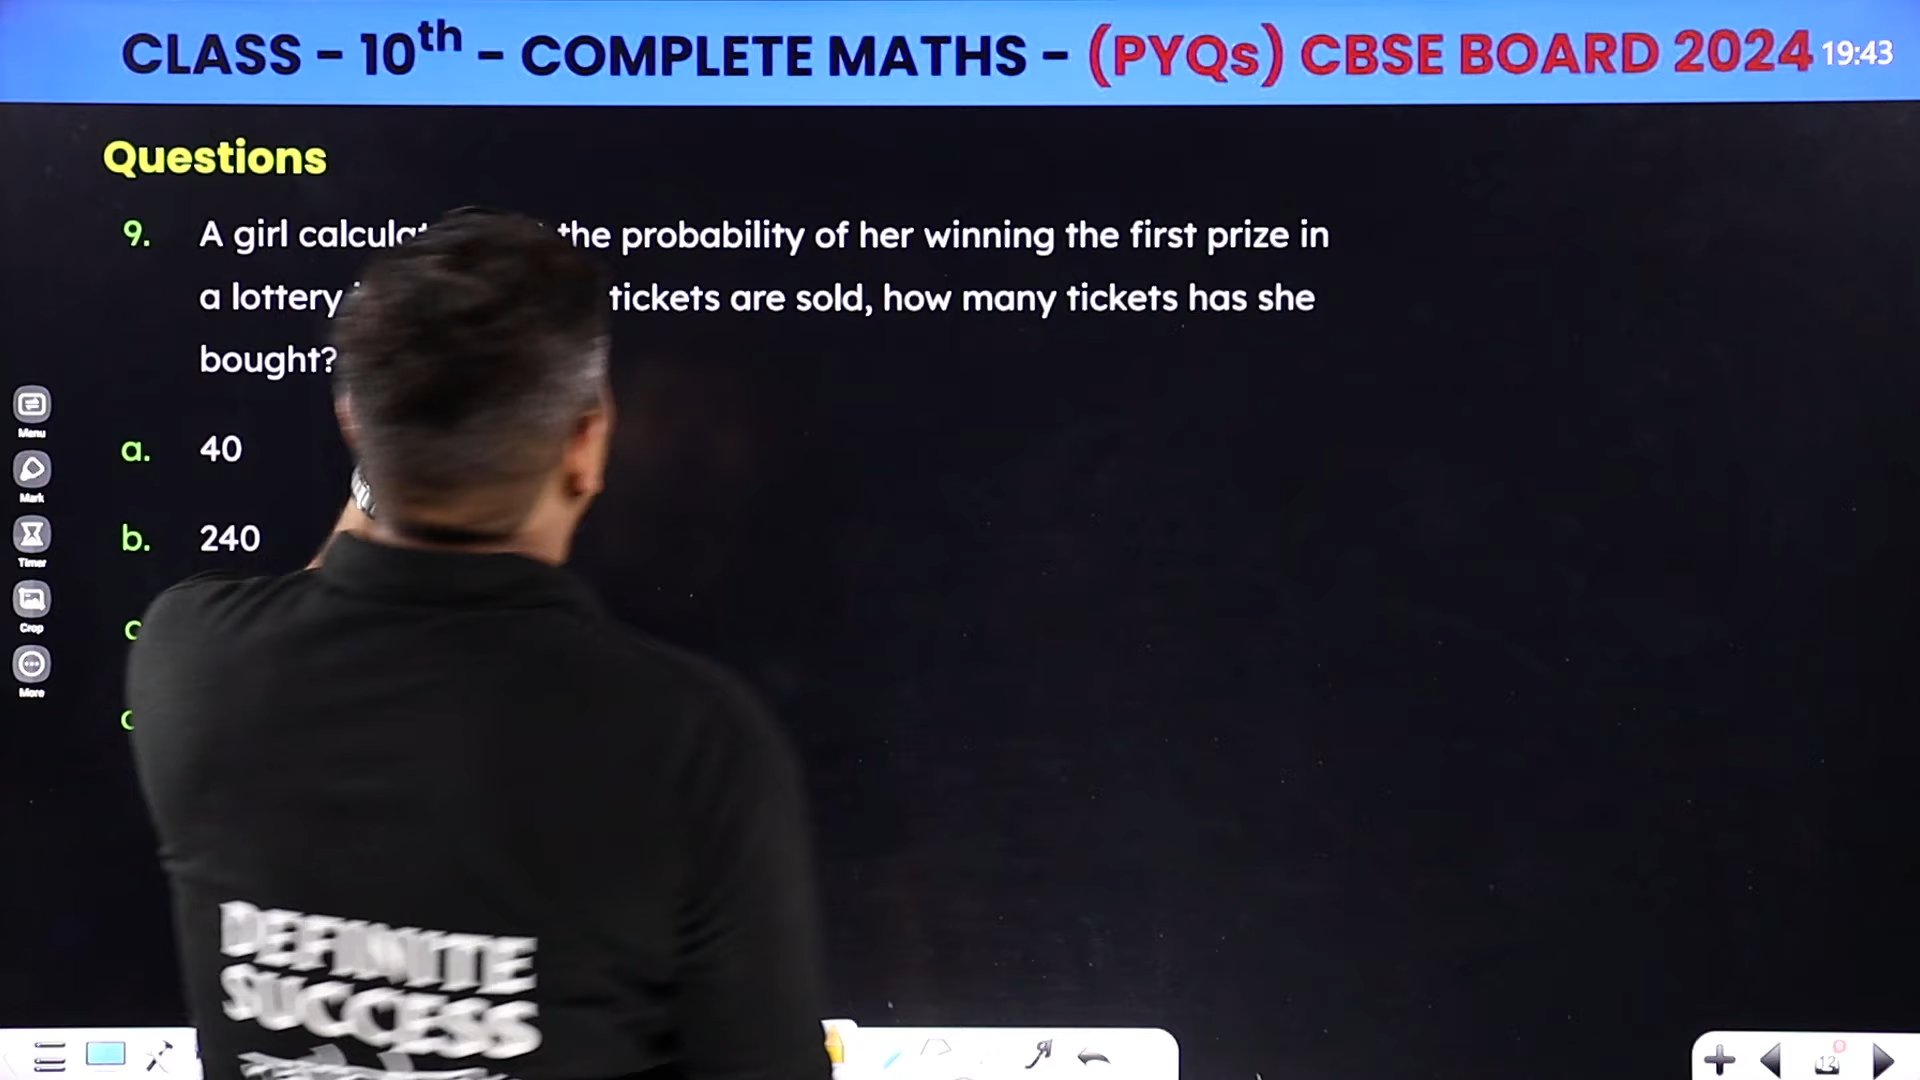 CLASS - 10th - COMPLETE MATHS - (PYQs) CBSE BOARD 2024 19:43
Questions
9. A girl the probability of her winning the first prize in
a lottery tickets are sold, how many tickets has she
bought?
a. 40
Menu
Mark
b. 240
Timer
Crop
More
DEFINITE
SUCCESS
12